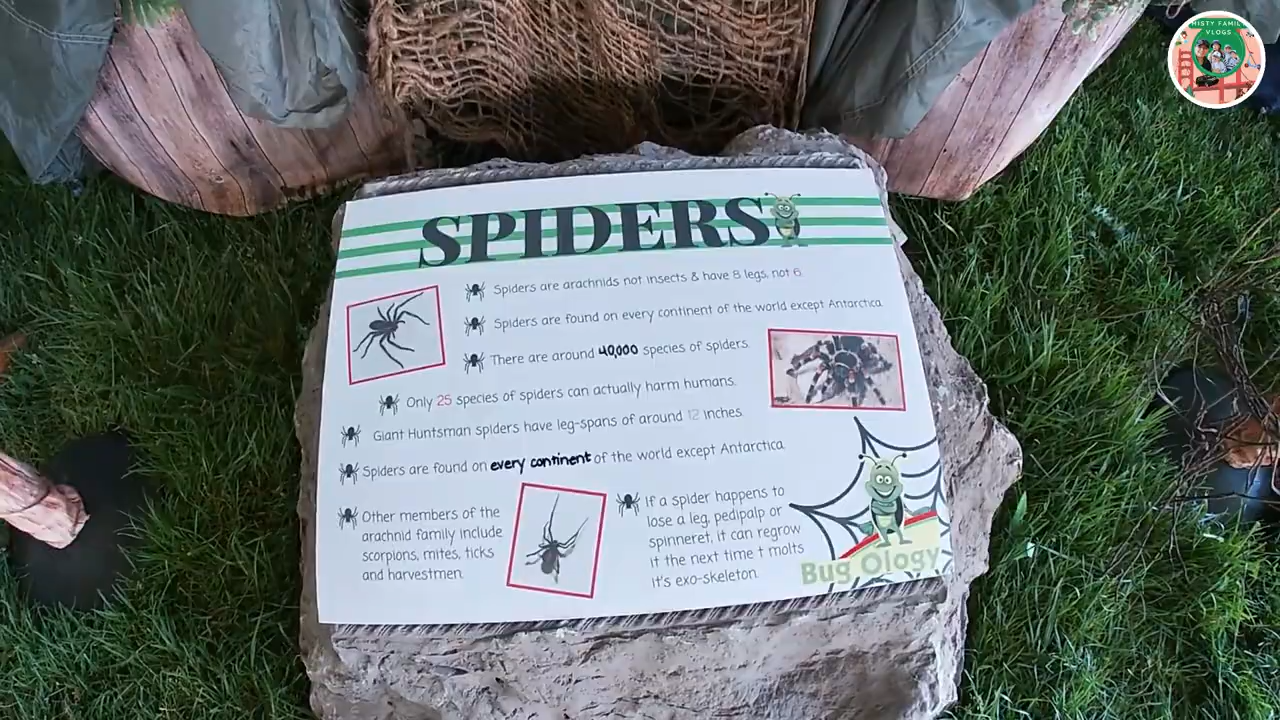 MISTY FAMILY
VLOGS
SPIDERS
Spiders are arachnids not insects & have 8 legs, not 6.
Spiders are found on every continent of the world except Antarctica.
There are around 40,000 species of spiders.
Only 25 species of spiders can actually harm humans.
Giant Huntsman spiders have leg-spans of around 12 inches.
Spiders are found on every continent of the world except Antarctica.
Other members of the
arachnid family include
scorpions, mites, ticks
and harvestmen.
If a spider happens to
lose a leg, pedipalp or
spinneret, it can regrow
it the next time t molts
it's exo-skeleton.
Bug Ology